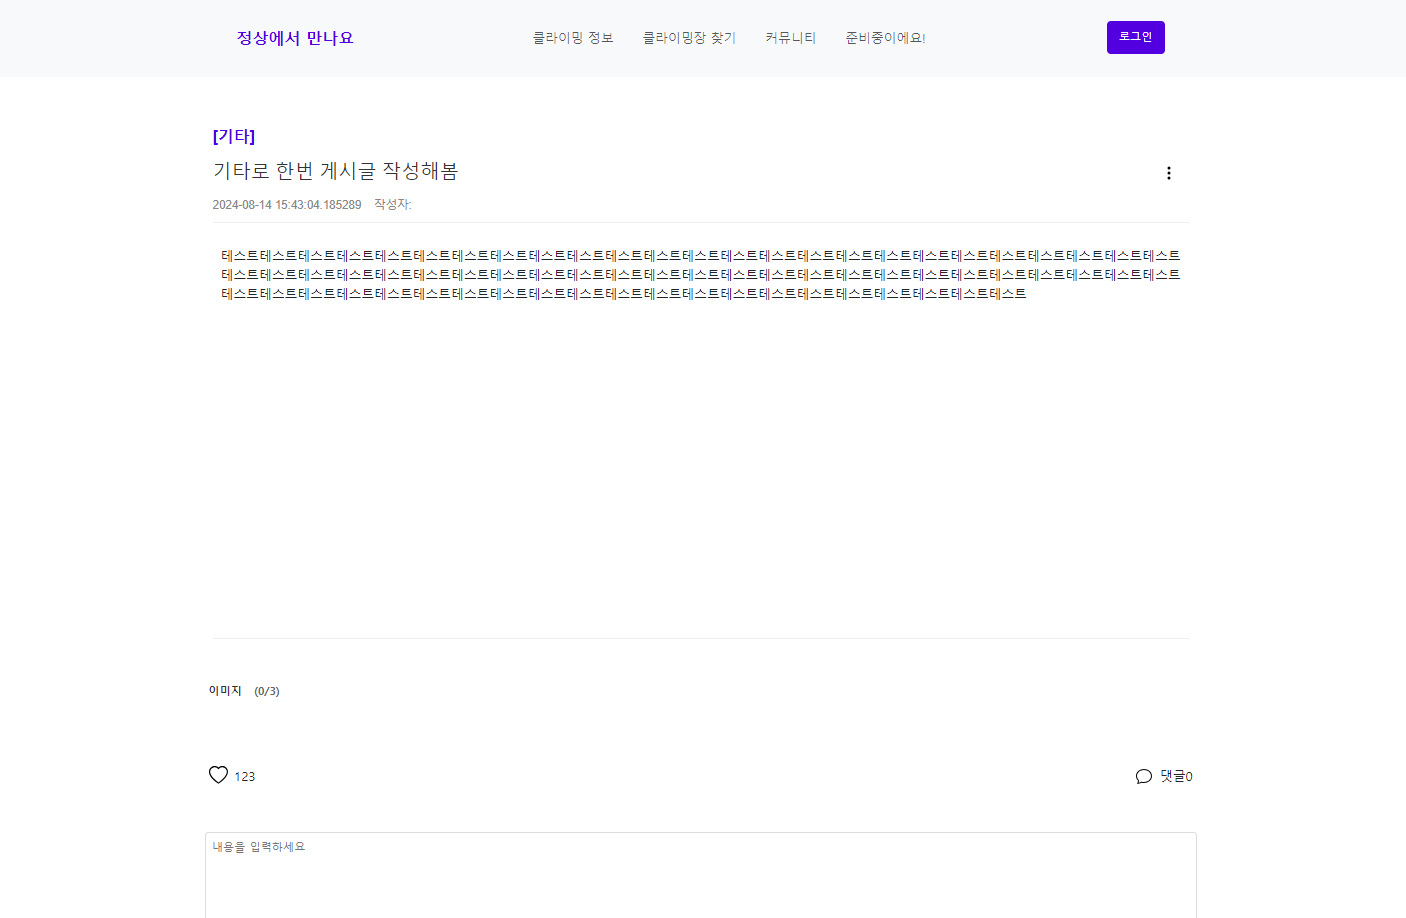 정상에서 만나요
클라이밍 정보 클라이밍장 찾기 커뮤니티 준비중이에요!
로그인
[기타]
기타로 한번 게시글 작성해봄
2024-08-14 15:43:04.185289 작성자:
테스트테스트테스트테스트테스트테스트테스트테스트테스트테스트테스트테스트테스트테스트테스트테스트테스트테스트테스트테스트테스트테스트테스트테스트테스트
테스트테스트테스트테스트테스트테스트테스트테스트테스트테스트테스트테스트테스트테스트테스트테스트테스트테스트테스트테스트테스트테스트테스트테스트테스트
테스트테스트테스트테스트테스트테스트테스트테스트테스트테스트테스트테스트테스트테스트테스트테스트테스트테스트테스트테스트테스트
이미지 (0/3)
123
댓글0
내용을 입력하세요